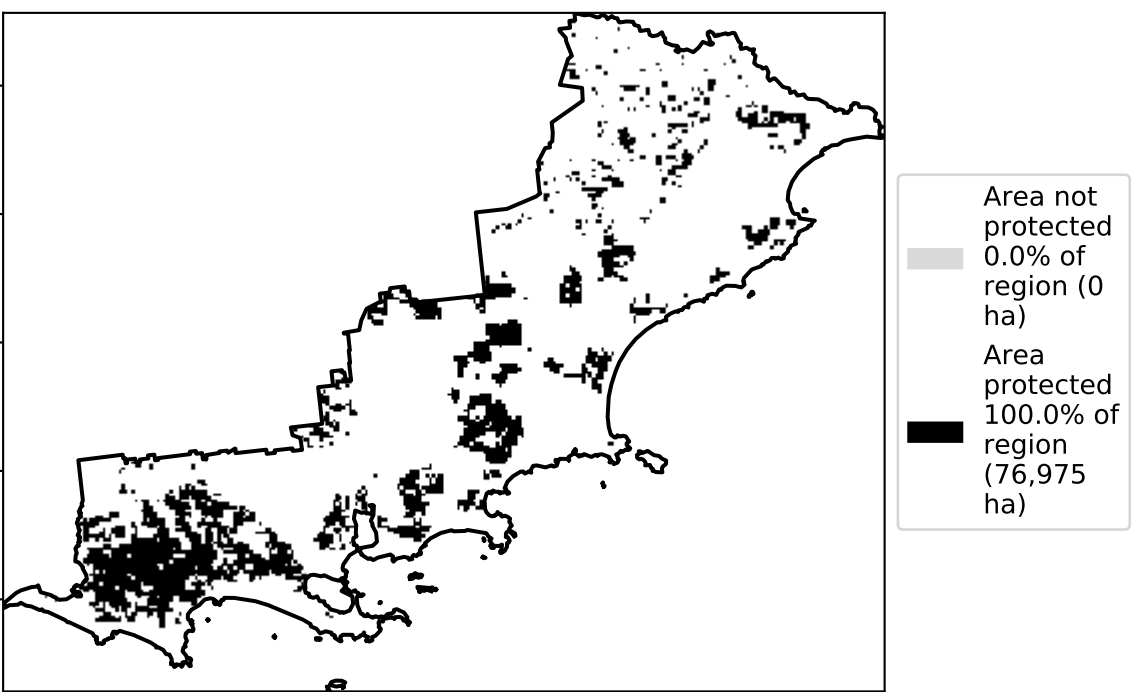 Area not
protected
0.0% of
region (0
ha)
Area
protected
100.0% of
region
(76,975
ha)